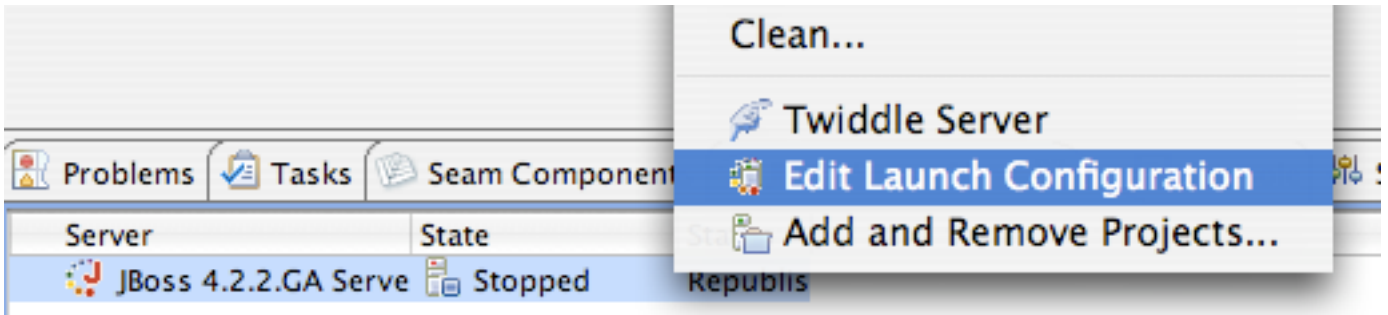 Clean...
Twiddle Server
Problems Tasks Seam Component
Edit Launch Configuration
Server State
Add and Remove Projects...
JBoss 4.2.2.GA Serve Stopped Republis